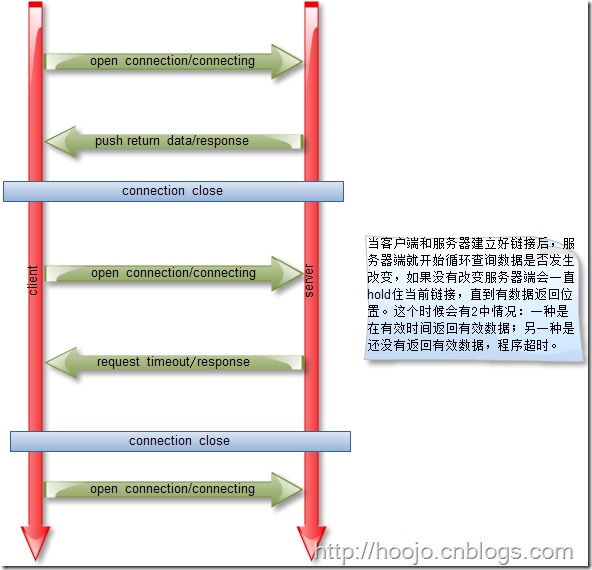 open connection/connecting
push return data/response
connection close
client
open connection/connecting
server
request timeout/response
connection close
open connection/connecting
当客户端和服务器建立好链接后，服
务器端就开始循环查询数据是否发生
改变，如果没有改变服务器端会一直
hold住当前链接，直到有数据返回位
置。这个时候会有2中情况：一种是
在有效时间返回有效数据；另一种是
还没有返回有效数据，程序超时。
http://hoojo.cnblogs.com